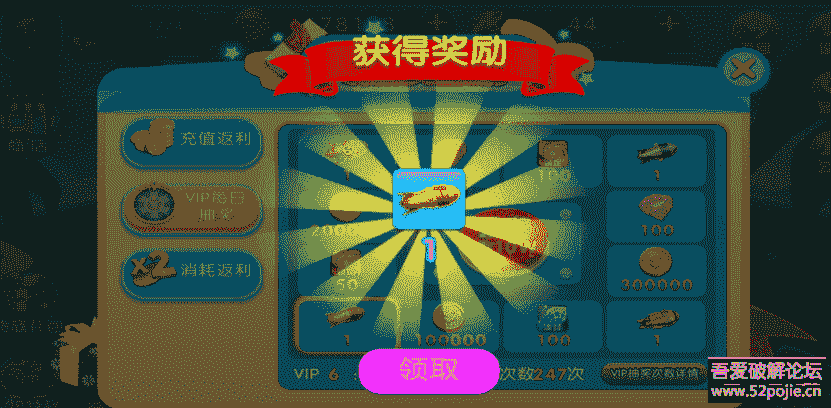 获得奖励
充值返利
VIP每日
抽奖
消耗返利
1
100
1
100
50
300000
1
100000
100
1
1
领取
VIP 6
次数247次
VIP抽奖次数详情
吾爱破解论坛
www.52pojie.cn